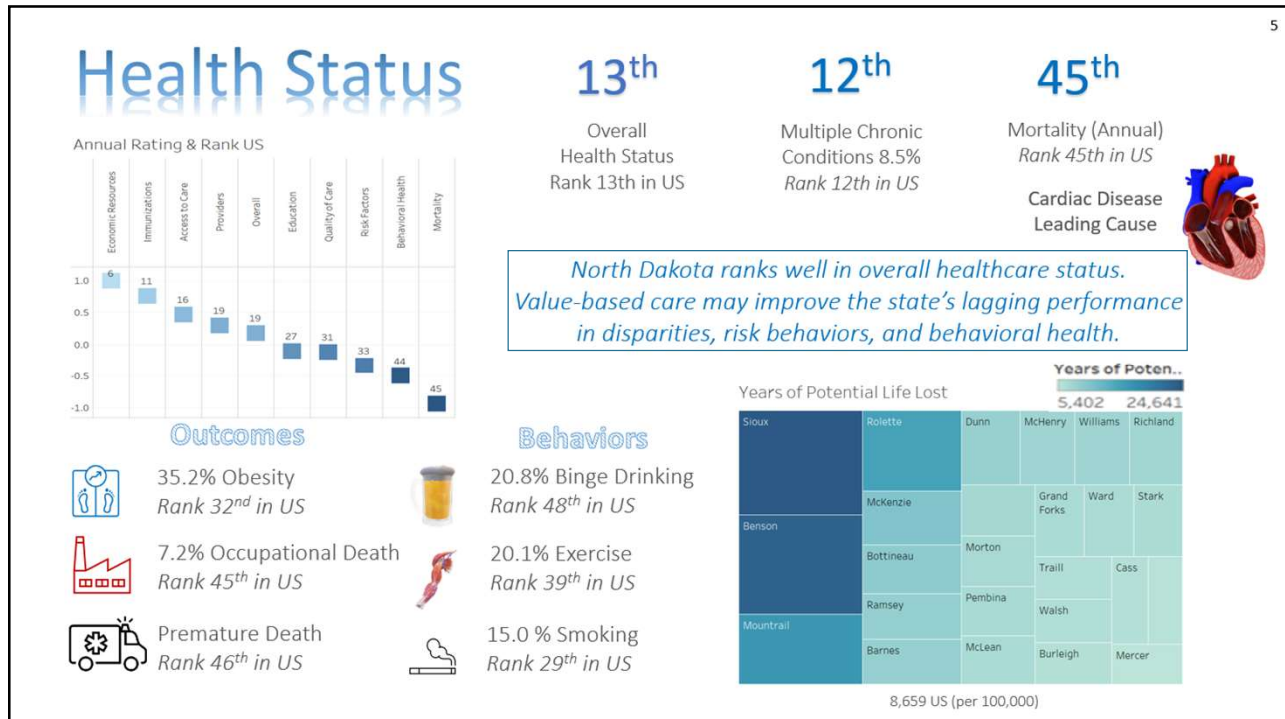 5
Health Status
13th
Overall
Health Status
Rank 13th in US
12th
Multiple Chronic
Conditions 8.5%
Rank 12th in US
45th
Mortality (Annual)
Rank 45th in US
Cardiac Disease
Leading Cause
Annual Rating & Rank US
Economic Resources
Immunizations
Access to Care
Providers
Overall
Education
Quality of Care
Risk Factors
Behavioral Health
Mortality
1.0
0.5
0.0
-0.5
-1.0
6
11
16
19
19
27
31
33
44
45
North Dakota ranks well in overall healthcare status.
Value-based care may improve the state's lagging performance
in disparities, risk behaviors, and behavioral health.
Outcomes
35.2% Obesity
Rank 32nd in US
7.2% Occupational Death
Rank 45th in US
Premature Death
Rank 46th in US
Behaviors
20.8% Binge Drinking
Rank 48th in US
20.1% Exercise
Rank 39th in US
15.0 % Smoking
Rank 29th in US
Years of Potential Life Lost
Years of Poten..
5,402 24,641
Sioux
Benson
Mountrail
Rolette
McKenzie
Bottineau
Ramsey
Barnes
Dunn
McHenry
Williams
Richland
Morton
Pembina
McLean
Grand
Forks
Ward
Stark
Traill
Walsh
Burleigh
Cass
Mercer
8,659 US (per 100,000)